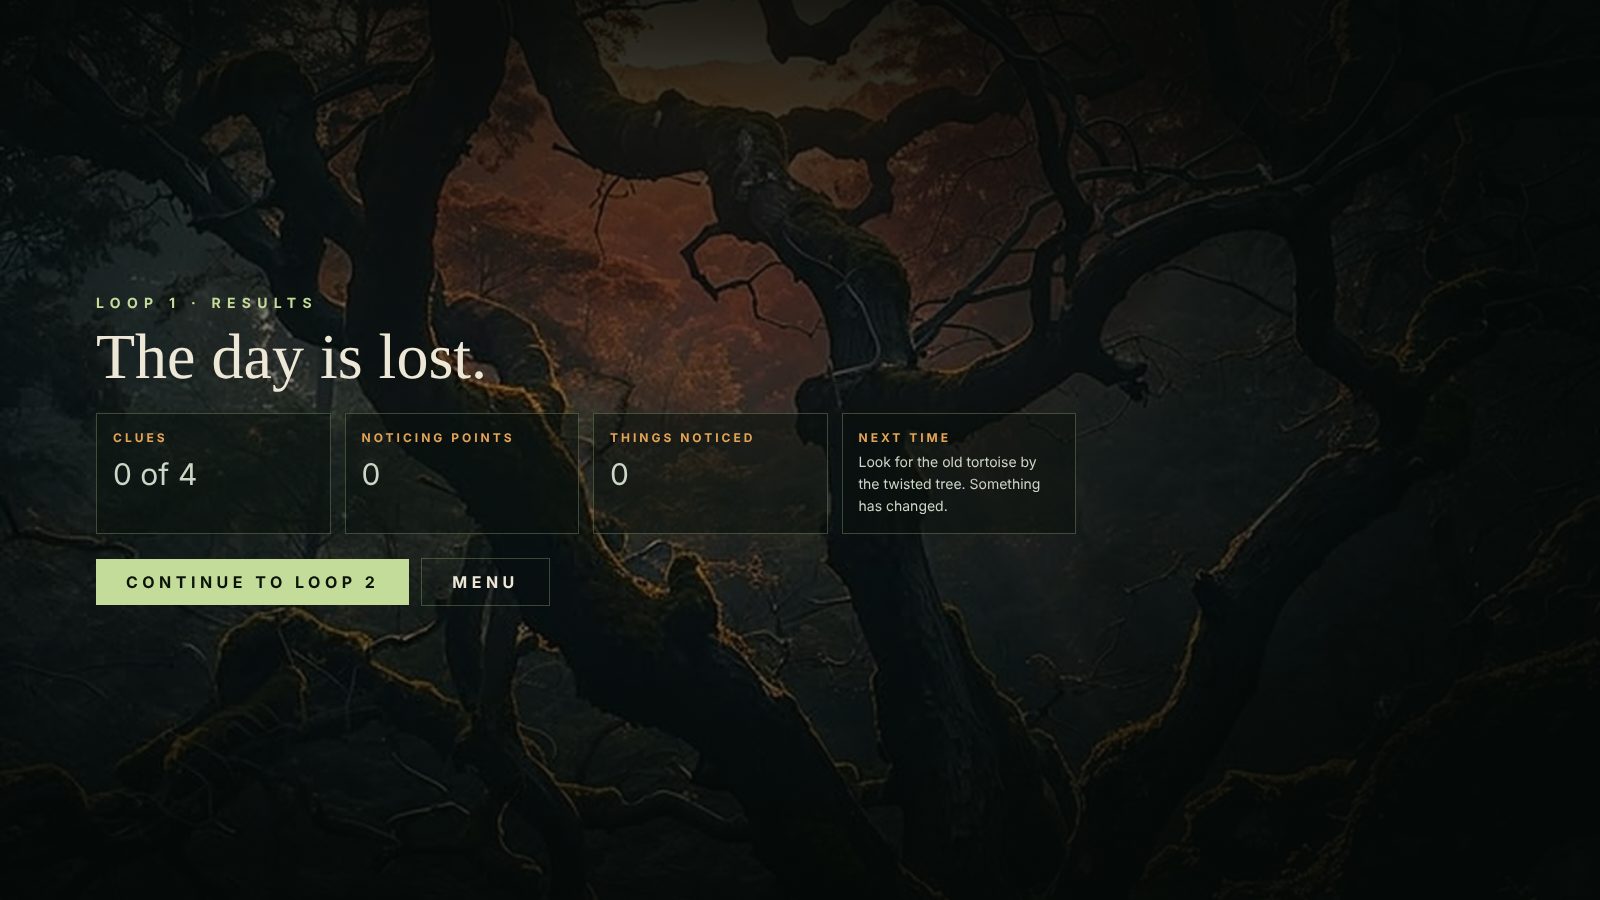 LOOP 1 · RESULTS
The day is lost.
CLUES
0 of 4
NOTICING POINTS
0
THINGS NOTICED
0
NEXT TIME
Look for the old tortoise by
the twisted tree. Something
has changed.
CONTINUE TO LOOP 2
MENU